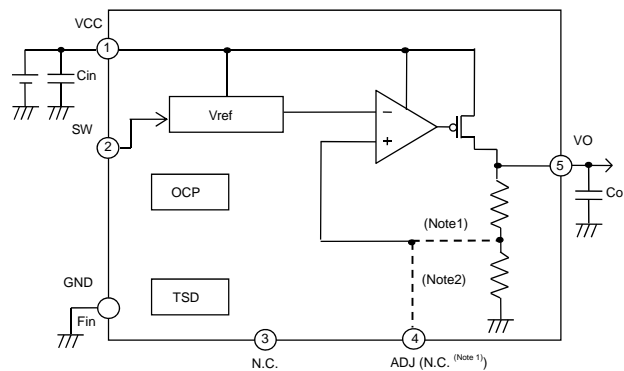 VCC
1
Cin
Vref
SW
2
−
+
VO
5
Co
OCP
(Note1)
(Note2)
GND
TSD
Fin
3
4
N.C.
ADJ (N.C. (Note 1))